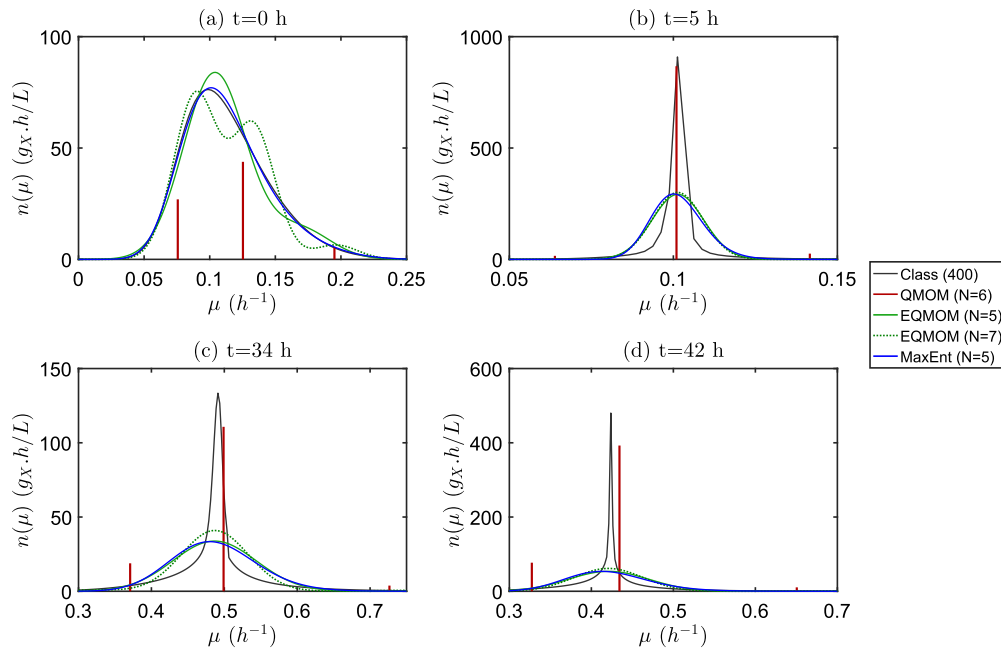 (a) t=0 h
100
50
0
n(μ) (g_X.h/L)
0 0.05 0.1 0.15 0.2 0.25
μ (h⁻¹)
(b) t=5 h
1000
500
0
n(μ) (g_X.h/L)
0.05 0.1 0.15
μ (h⁻¹)
Class (400)
QMOM (N=6)
EQMOM (N=5)
EQMOM (N=7)
MaxEnt (N=5)
(c) t=34 h
150
100
50
0
n(μ) (g_X.h/L)
0.3 0.4 0.5 0.6 0.7
μ (h⁻¹)
(d) t=42 h
600
400
200
0
n(μ) (g_X.h/L)
0.3 0.4 0.5 0.6 0.7
μ (h⁻¹)